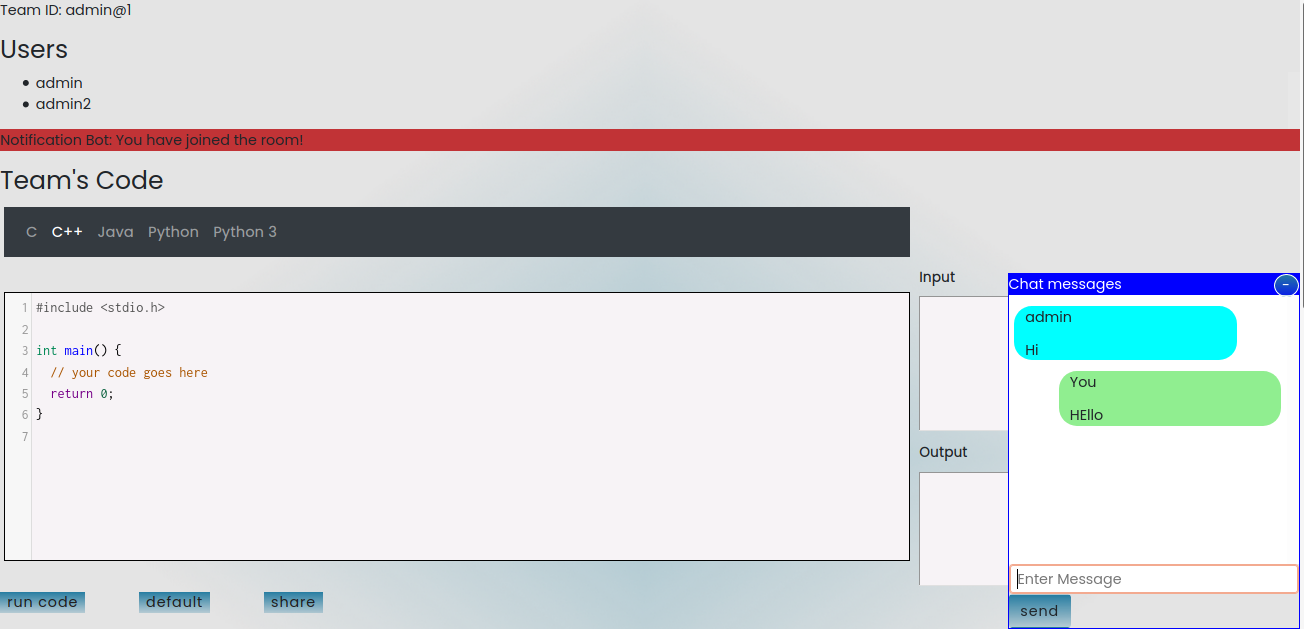 Team ID: admin@1
Users
admin
admin2
Notification Bot: You have joined the room!
Team's Code
C C++ Java Python Python 3
1 #include <stdio.h>
2
3 int main() {
4 // your code goes here
5 return 0;
6 }
7
run code default share
Input
Output
Chat messages -
admin
Hi
You
HEllo
Enter Message
send